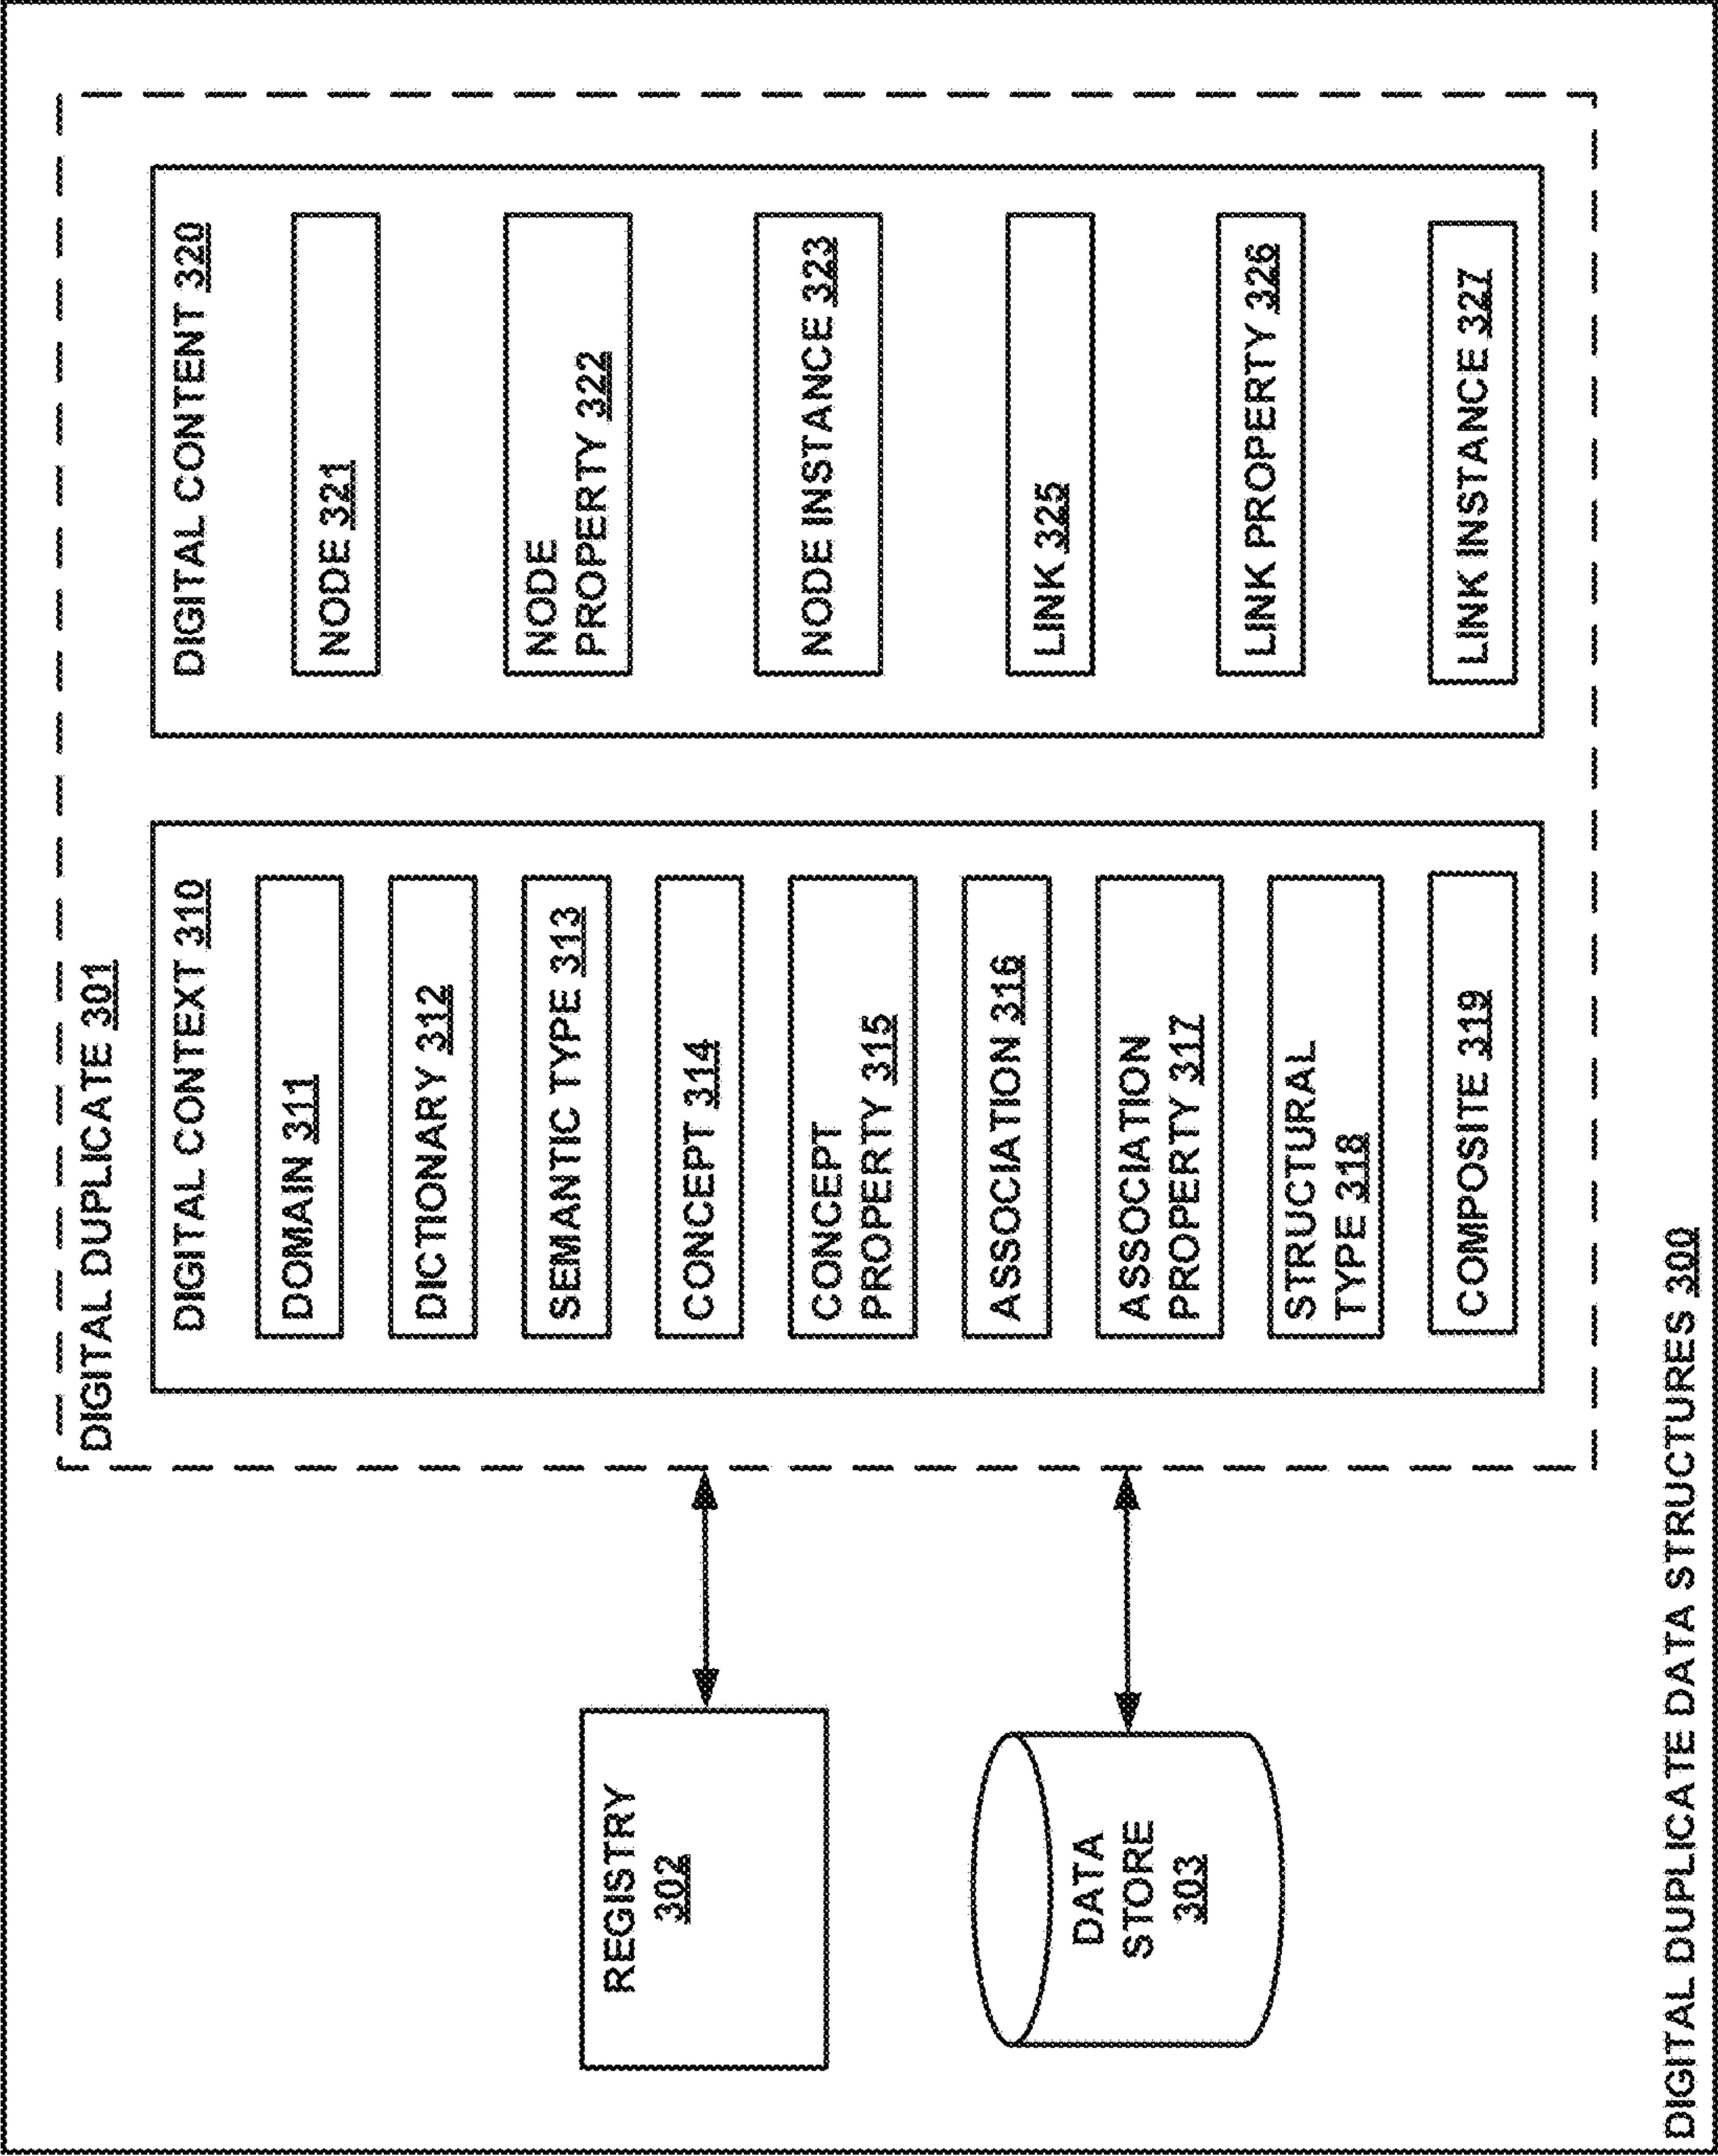 DIGITAL DUPLICATE 301
DIGITAL CONTEXT 310
DOMAIN 311
DICTIONARY 312
SEMANTIC TYPE 313
CONCEPT 314
CONCEPT
PROPERTY 315
ASSOCIATION 316
ASSOCIATION
PROPERTY 317
STRUCTURAL
TYPE 318
COMPOSITE 319
DIGITAL CONTENT 320
NODE 321
NODE
PROPERTY 322
NODE INSTANCE 323
LINK 325
LINK PROPERTY 326
LINK INSTANCE 327
REGISTRY
302
DATA
STORE
303
DIGITAL DUPLICATE DATA STRUCTURES 300